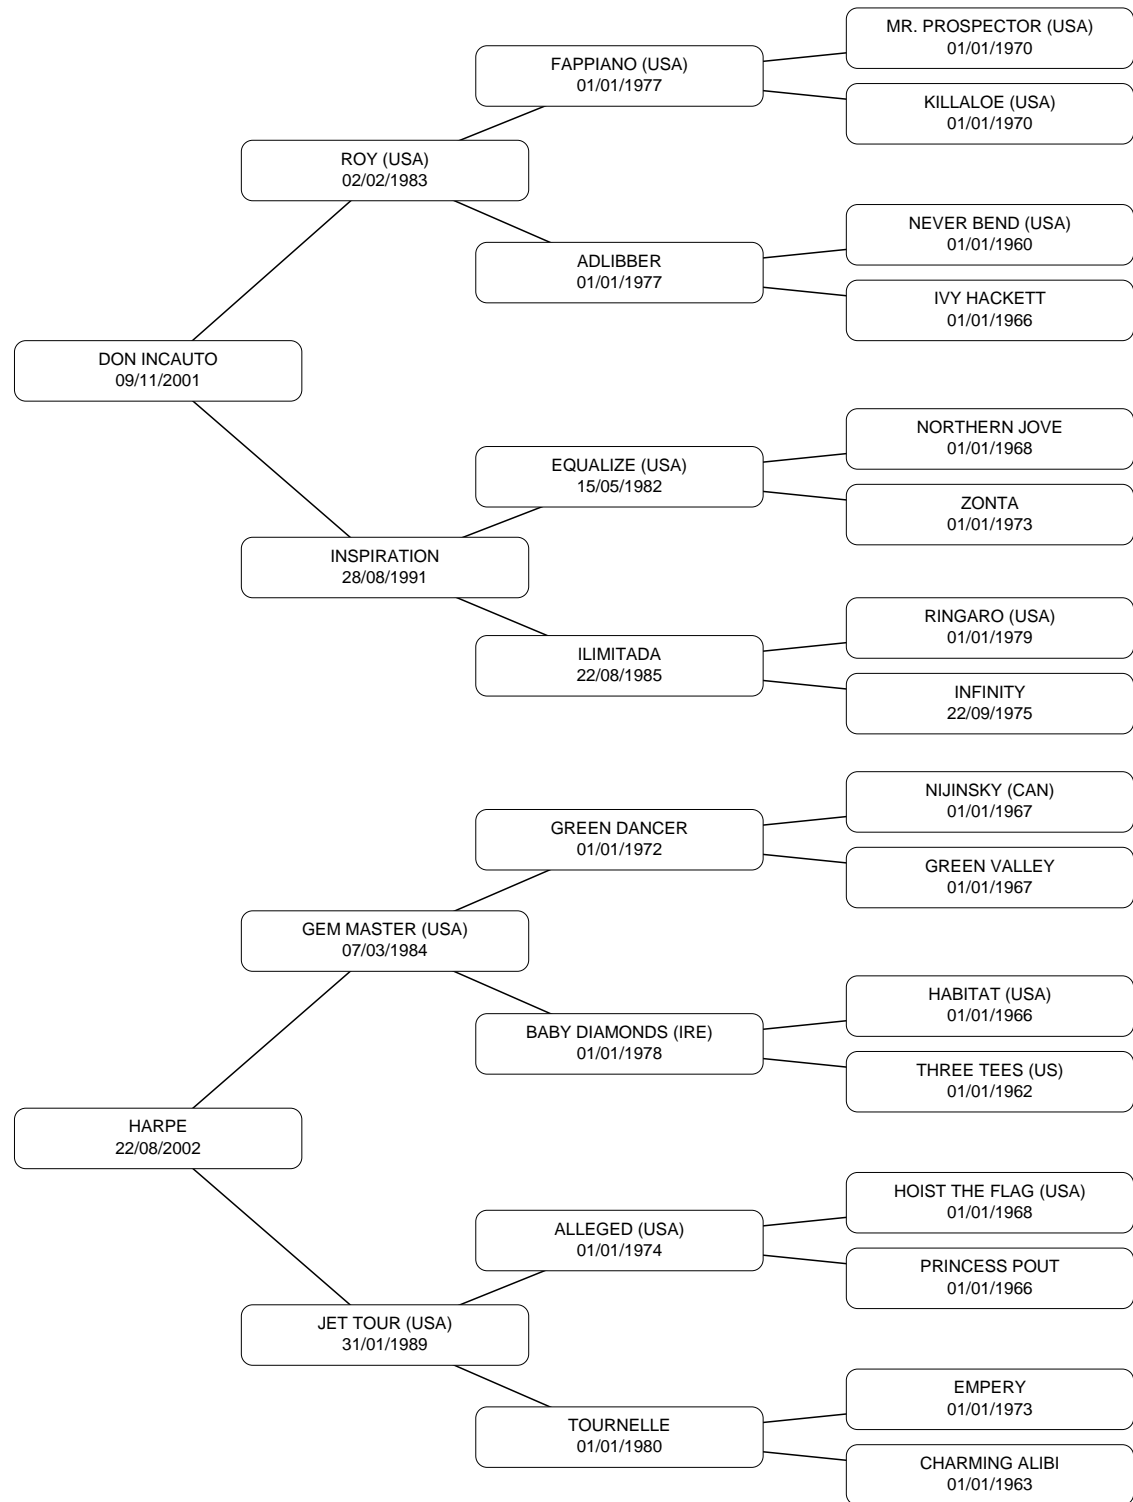 MR. PROSPECTOR (USA)
01/01/1970
FAPPIANO (USA)
01/01/1977
KILLALOE (USA)
01/01/1970
ROY (USA)
02/02/1983
NEVER BEND (USA)
01/01/1960
ADLIBBER
01/01/1977
IVY HACKETT
01/01/1966
DON INCAUTO
09/11/2001
NORTHERN JOVE
01/01/1968
EQUALIZE (USA)
15/05/1982
ZONTA
01/01/1973
INSPIRATION
28/08/1991
RINGARO (USA)
01/01/1979
ILIMITADA
22/08/1985
INFINITY
22/09/1975
NIJINSKY (CAN)
01/01/1967
GREEN DANCER
01/01/1972
GREEN VALLEY
01/01/1967
GEM MASTER (USA)
07/03/1984
HABITAT (USA)
01/01/1966
BABY DIAMONDS (IRE)
01/01/1978
THREE TEES (US)
01/01/1962
HARPE
22/08/2002
HOIST THE FLAG (USA)
01/01/1968
ALLEGED (USA)
01/01/1974
PRINCESS POUT
01/01/1966
JET TOUR (USA)
31/01/1989
EMPERY
01/01/1973
TOURNELLE
01/01/1980
CHARMING ALIBI
01/01/1963